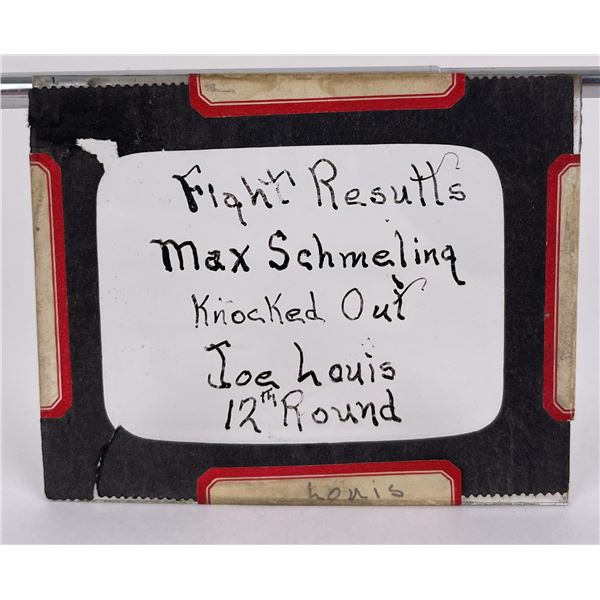 Fight Results
Max Schmeling
Knocked Out
Joe Louis
12th Round
Louis